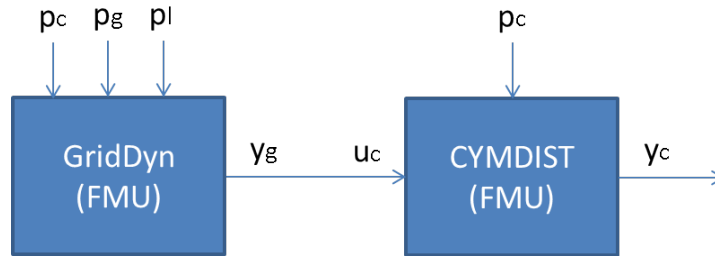 pc pg pl pc
GridDyn
(FMU)
yg uc
CYMDIST
(FMU)
yc